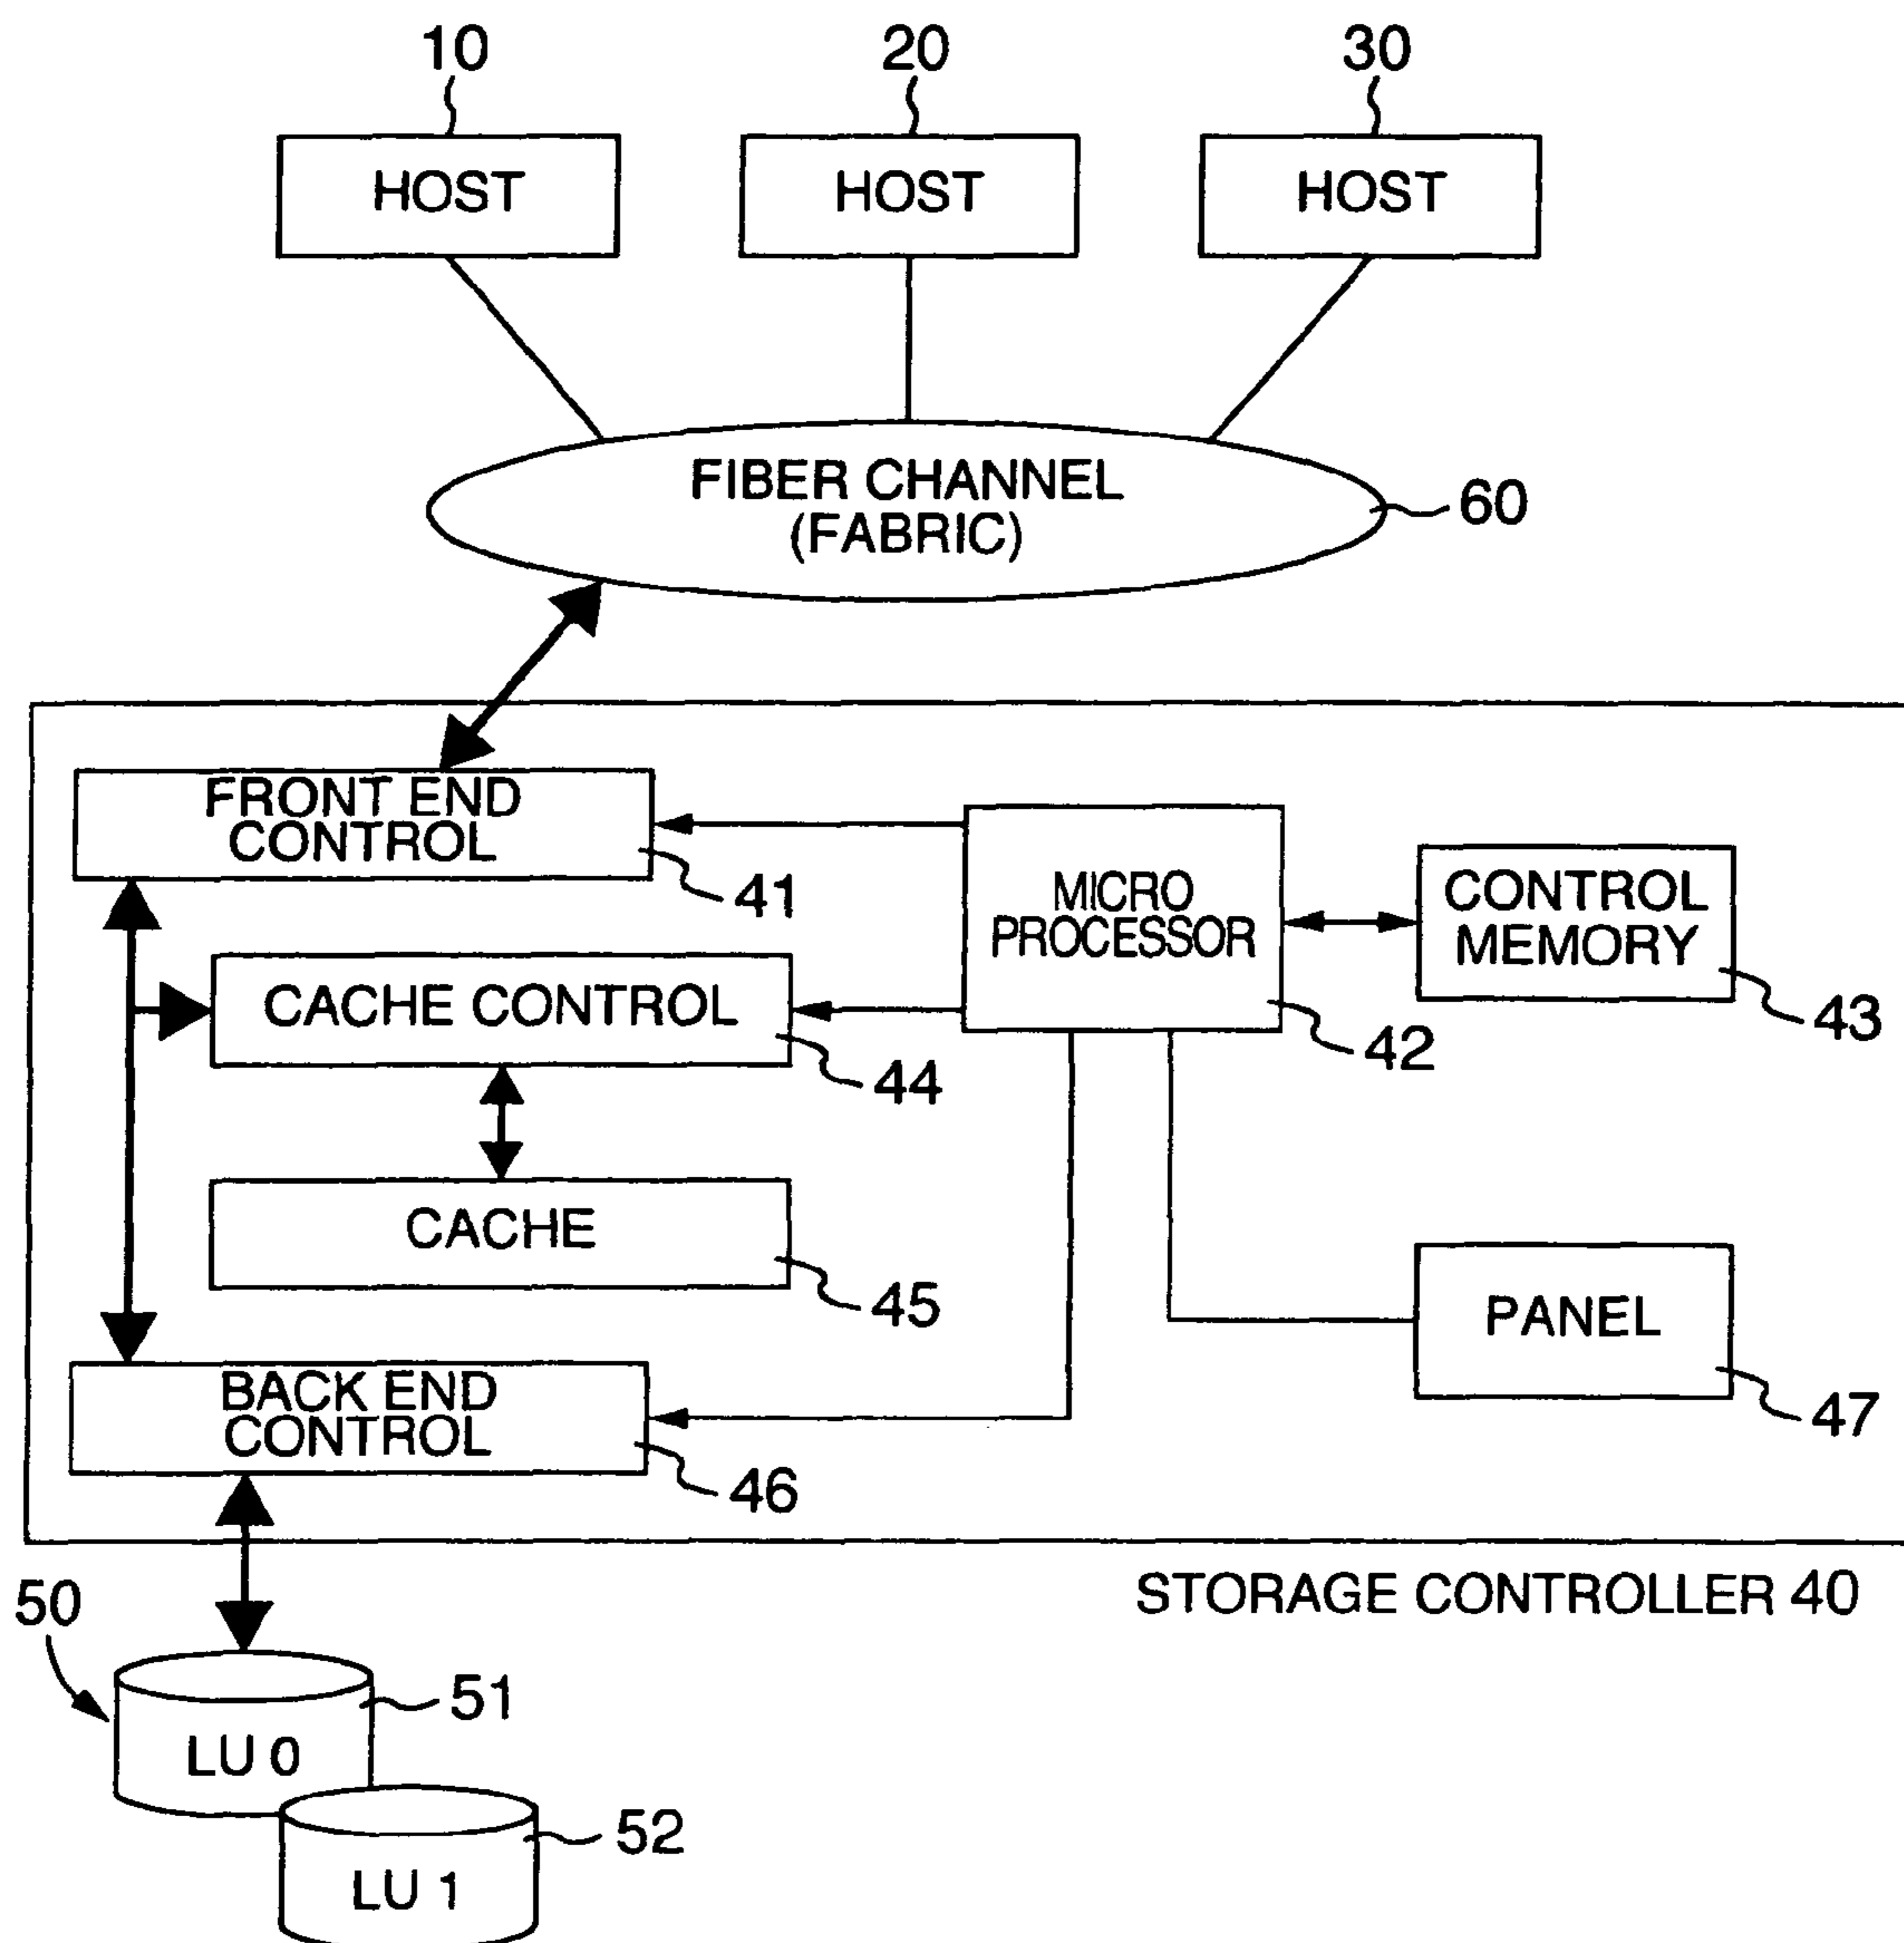 10
20
30
HOST
HOST
HOST
FIBER CHANNEL
(FABRIC)
60
FRONT END
CONTROL
41
MICRO
PROCESSOR
42
CONTROL
MEMORY
43
CACHE CONTROL
44
CACHE
45
PANEL
47
BACK END
CONTROL
46
STORAGE CONTROLLER 40
50
51
LU 0
52
LU 1